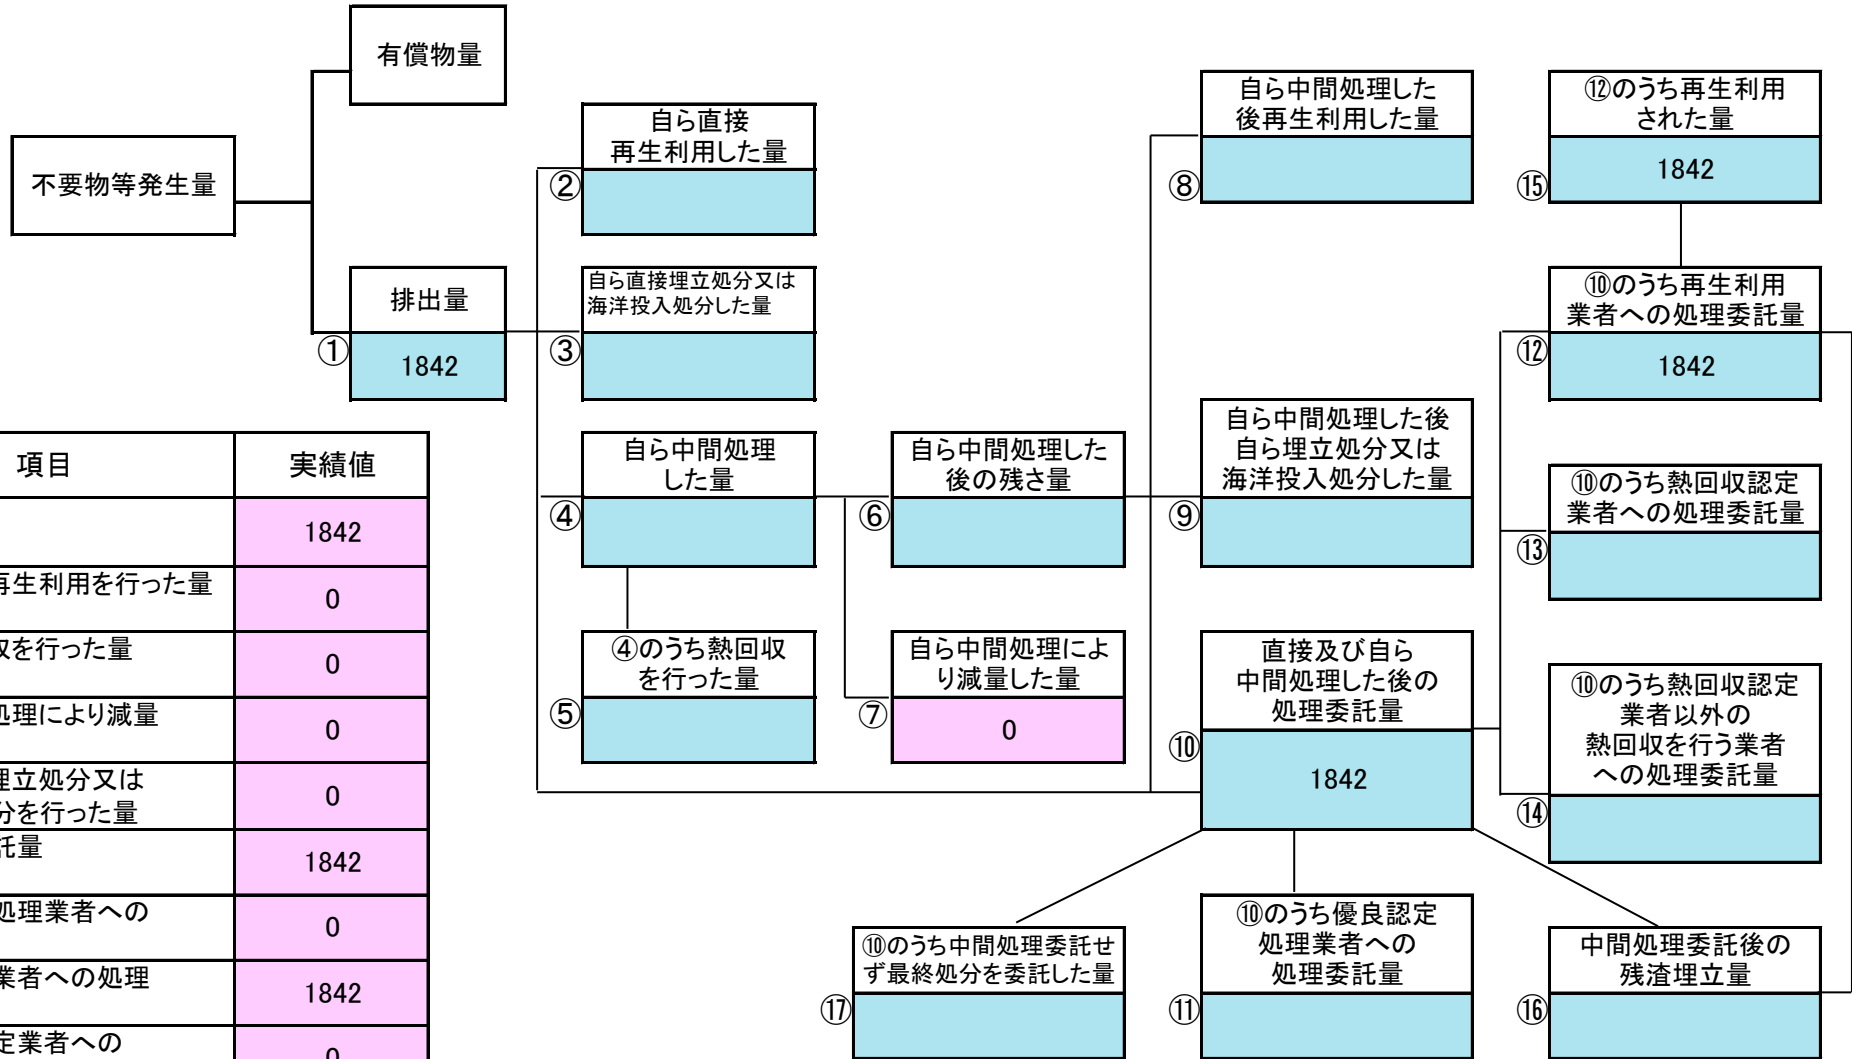 有償物量
不要物等発生量
排出量
①
1842
自ら直接
再生利用した量
②
自ら直接埋立処分又は
海洋投入処分した量
③
自ら中間処理
した量
④
④のうち熱回収
を行った量
⑤
自ら中間処理した
後の残さ量
⑥
自ら中間処理によ
り減量した量
⑦
0
自ら中間処理した
後再生利用した量
⑧
自ら中間処理した後
自ら埋立処分又は
海洋投入処分した量
⑨
直接及び自ら
中間処理した後の
処理委託量
⑩
1842
⑩のうち優良認定
処理業者への
処理委託量
⑪
⑫のうち再生利用
された量
⑮
1842
⑩のうち再生利用
業者への処理委託量
⑫
1842
⑩のうち熱回収認定
業者への処理委託量
⑬
⑩のうち熱回収認定
業者以外の
熱回収を行う業者
への処理委託量
⑭
中間処理委託後の
残渣埋立量
⑯
⑩のうち中間処理委託せ
ず最終処分を委託した量
⑰
項目 実績値
1842
再生利用を行った量 0
を行った量 0
処理により減量 0
埋立処分又は
分を行った量 0
託量 1842
処理業者への 0
業者への処理 1842
定業者への 0